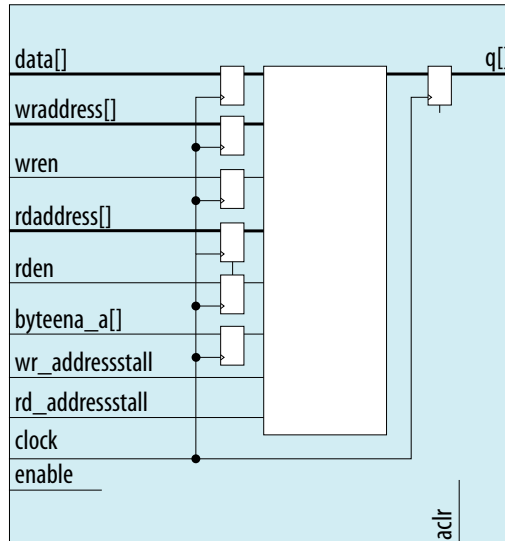 data[]
q[]
wraddress[]
wren
rdaddress[]
rden
byteena_a[]
wr_addressstall
rd_addressstall
clock
enable
aclr